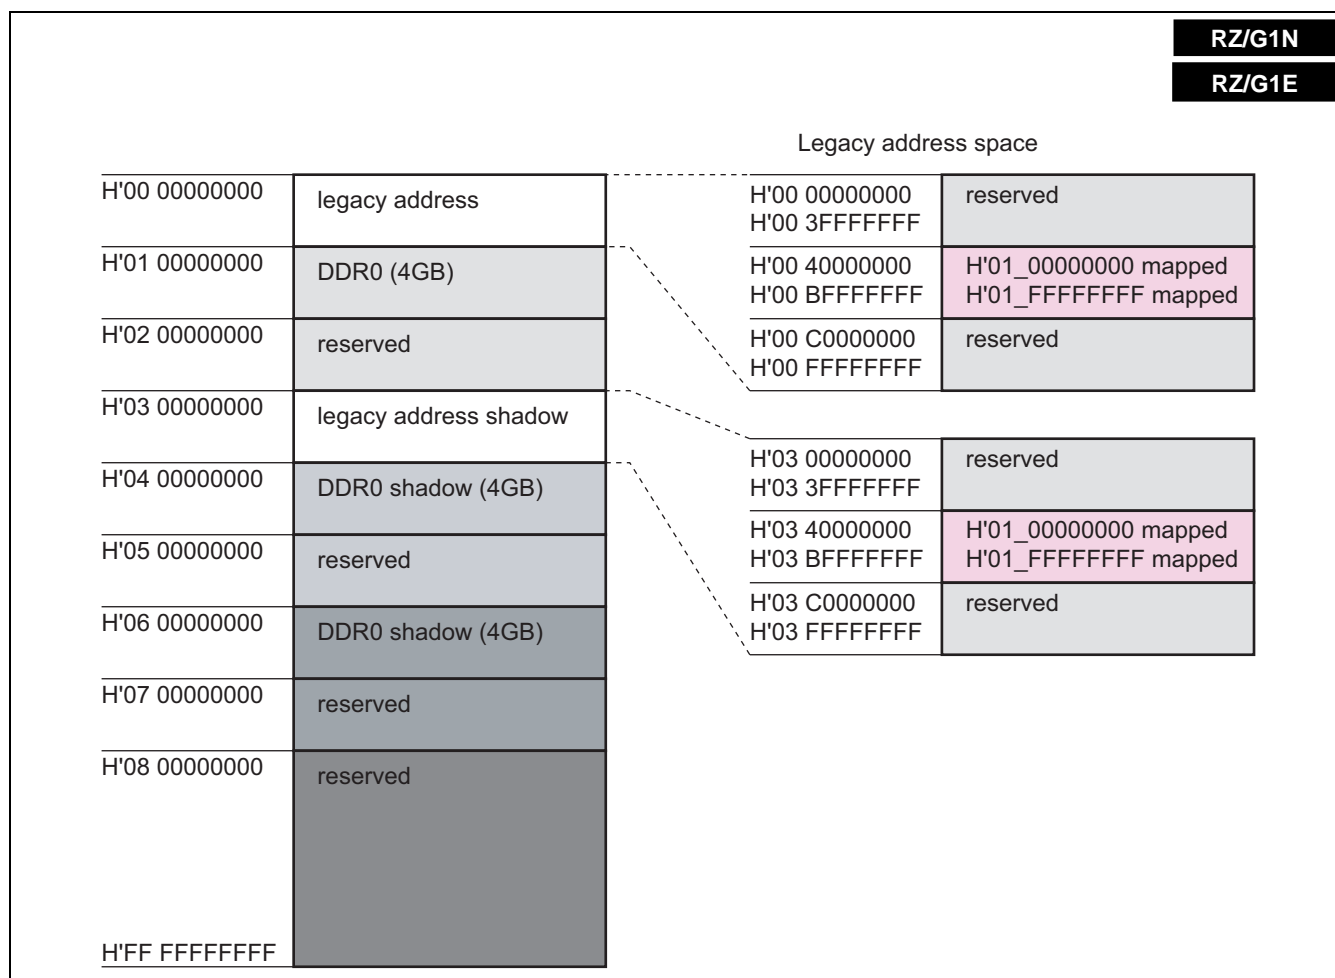 RZ/G1N
RZ/G1E
Legacy address space
H'00 00000000 legacy address
H'01 00000000 DDR0 (4GB)
H'02 00000000 reserved
H'03 00000000 legacy address shadow
H'04 00000000 DDR0 shadow (4GB)
H'05 00000000 reserved
H'06 00000000 DDR0 shadow (4GB)
H'07 00000000 reserved
H'08 00000000 reserved
H'FF FFFFFFFF
H'00 00000000 reserved
H'00 3FFFFFFF
H'00 40000000 H'01_00000000 mapped
H'00 BFFFFFFF H'01_FFFFFFFF mapped
H'00 C0000000 reserved
H'00 FFFFFFFF
H'03 00000000 reserved
H'03 3FFFFFFF
H'03 40000000 H'01_00000000 mapped
H'03 BFFFFFFF H'01_FFFFFFFF mapped
H'03 C0000000 reserved
H'03 FFFFFFFF